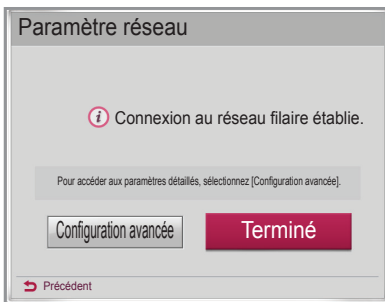 Paramètre réseau
Connexion au réseau filaire établie.
Pour accéder aux paramètres détaillés, sélectionnez [Configuration avancée].
Configuration avancée
Terminé
Précédent